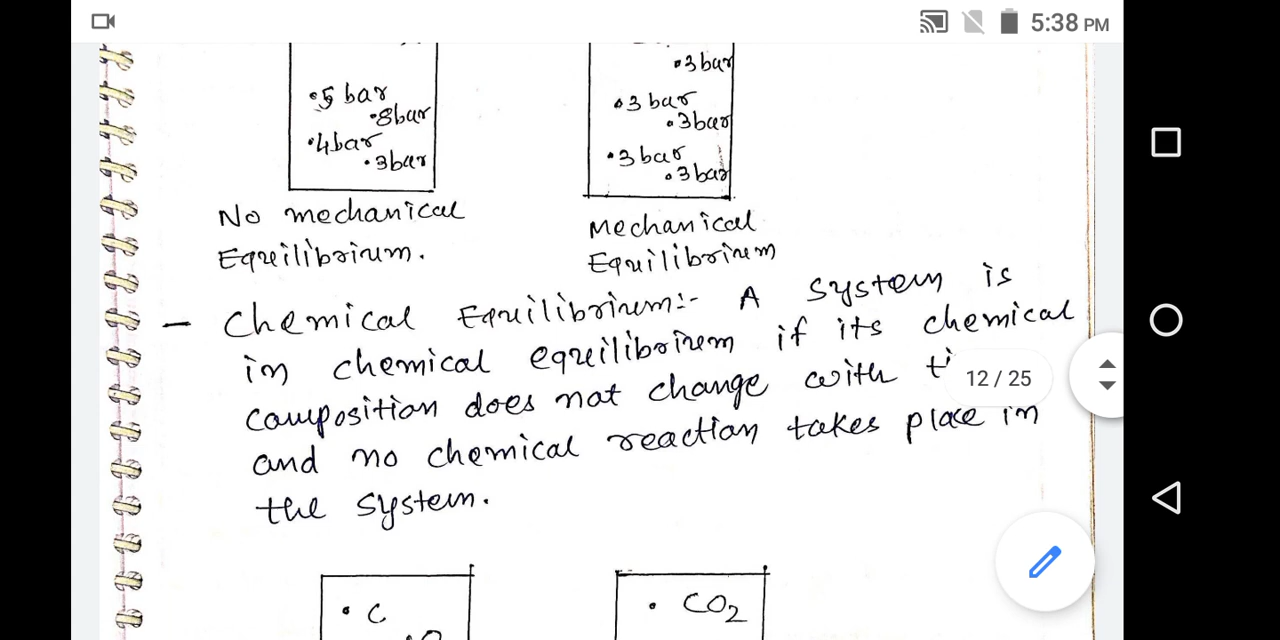 5:38 PM
.3 bar
.5 bar
.3 bar
.8bar
.3 bar
.4bar
.3 bar
.3bar
.3 bar
No mechanical
Equilibrium.
Mechanical
Equilibrium
- Chemical Equilibrium:- A system is
in chemical equilibrium if its chemical
composition does not change with
12 / 25
and no chemical reaction takes place in
the system.
. C
. CO2